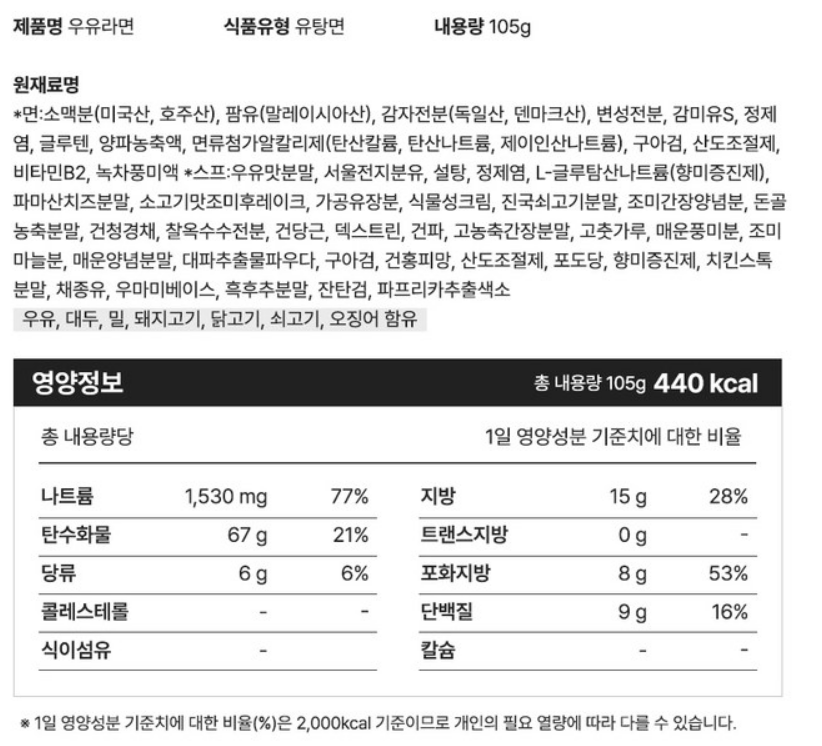 제품명 우유라면 식품유형 유탕면 내용량 105g
원재료명
*면:소맥분(미국산, 호주산), 팜유(말레이시아산), 감자전분(독일산, 덴마크산), 변성전분, 감미유S, 정제
염, 글루텐, 양파농축액, 면류첨가알칼리제(탄산칼륨, 탄산나트륨, 제이인산나트륨), 구아검, 산도조절제,
비타민B2, 녹차풍미액 *스프:우유맛분말, 서울전지분유, 설탕, 정제염, L-글루탐산나트륨(향미증진제),
파마산치즈분말, 소고기맛조미후레이크, 가공유장분, 식물성크림, 진국쇠고기분말, 조미간장양념분, 돈골
농축분말, 건청경채, 찰옥수수전분, 건당근, 덱스트린, 건파, 고농축간장분말, 고춧가루, 매운풍미분, 조미
마늘분, 매운양념분말, 대파추출물파우다, 구아검, 건홍피망, 산도조절제, 포도당, 향미증진제, 치킨스톡
분말, 채종유, 우마미베이스, 흑후추분말, 잔탄검, 파프리카추출색소
우유, 대두, 밀, 돼지고기, 닭고기, 쇠고기, 오징어 함유
영양정보 총 내용량 105g 440 kcal
총 내용량당 1일 영양성분 기준치에 대한 비율
나트륨 1,530 mg 77% 지방 15 g 28%
탄수화물 67 g 21% 트랜스지방 0 g -
당류 6 g 6% 포화지방 8 g 53%
콜레스테롤 - - 단백질 9 g 16%
식이섬유 - 칼슘 - -
※ 1일 영양성분 기준치에 대한 비율(%)은 2,000kcal 기준이므로 개인의 필요 열량에 따라 다를 수 있습니다.